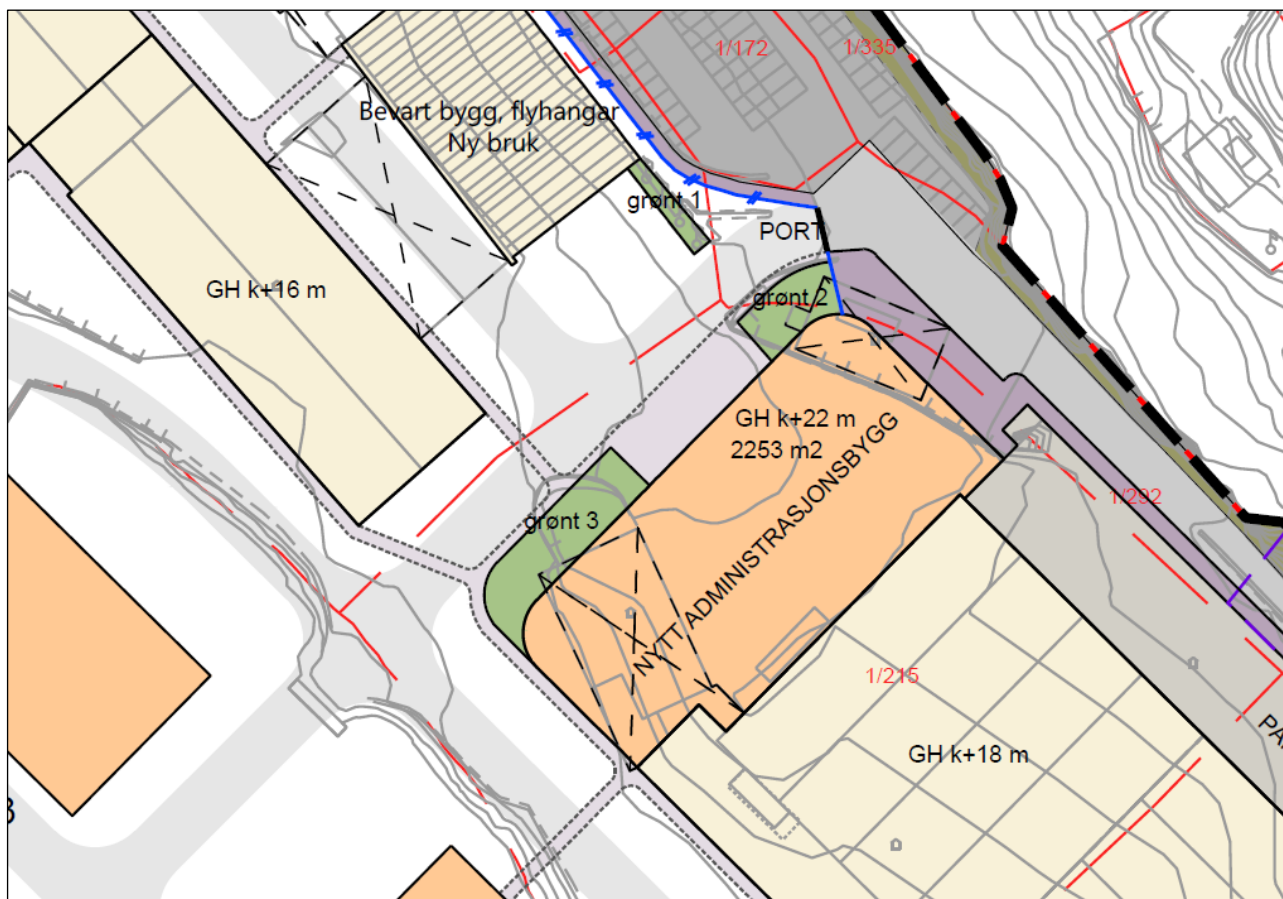 1/172
1/335
Bevart bygg, flyhangar
Ny bruk
grønt 1
PORT
GH k+16 m
grønt 2
GH k+22 m
2253 m2
NYTT ADMINISTRASJONSBYGG
1/292
grønt 3
1/215
GH k+18 m